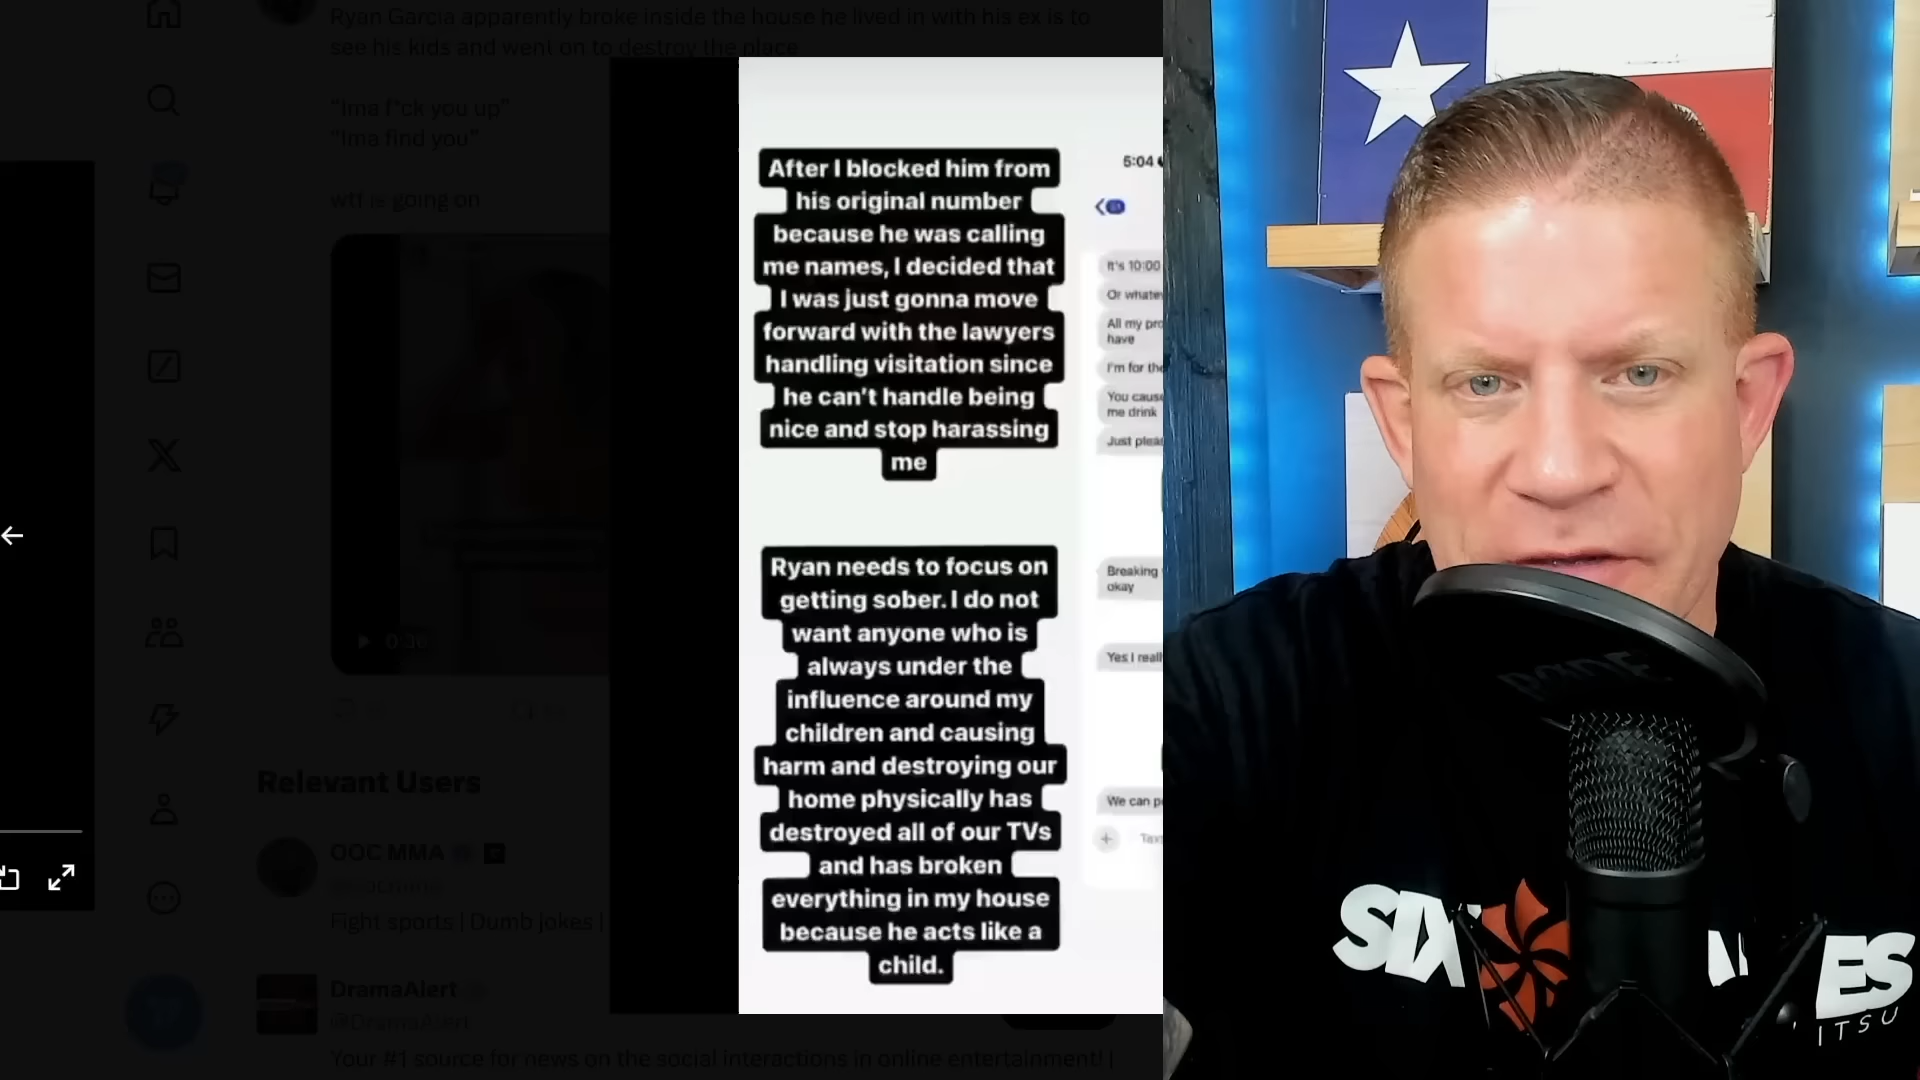 Ryan Garcia apparently broke inside the house he lived in with his ex is to
see his kids and went on to destroy the place
"Ima f*ck you up"
"Ima find you"
wtf is going on
0:36
Relevant Users
OOC MMA
Fight sports | Dumb jokes |
DramaAlert
@DramaAlert
Your #1 source for news on the social interactions in online entertainment! |
After I blocked him from
his original number
because he was calling
me names, I decided that
I was just gonna move
forward with the lawyers
handling visitation since
he can't handle being
nice and stop harassing
me
Ryan needs to focus on
getting sober. I do not
want anyone who is
always under the
influence around my
children and causing
harm and destroying our
home physically has
destroyed all of our TVs
and has broken
everything in my house
because he acts like a
child.
5:04
It's 10:00
Or
All my
have
I'm for
You
me drink
Just
Breaking
okay
Yes I
We can
SIX